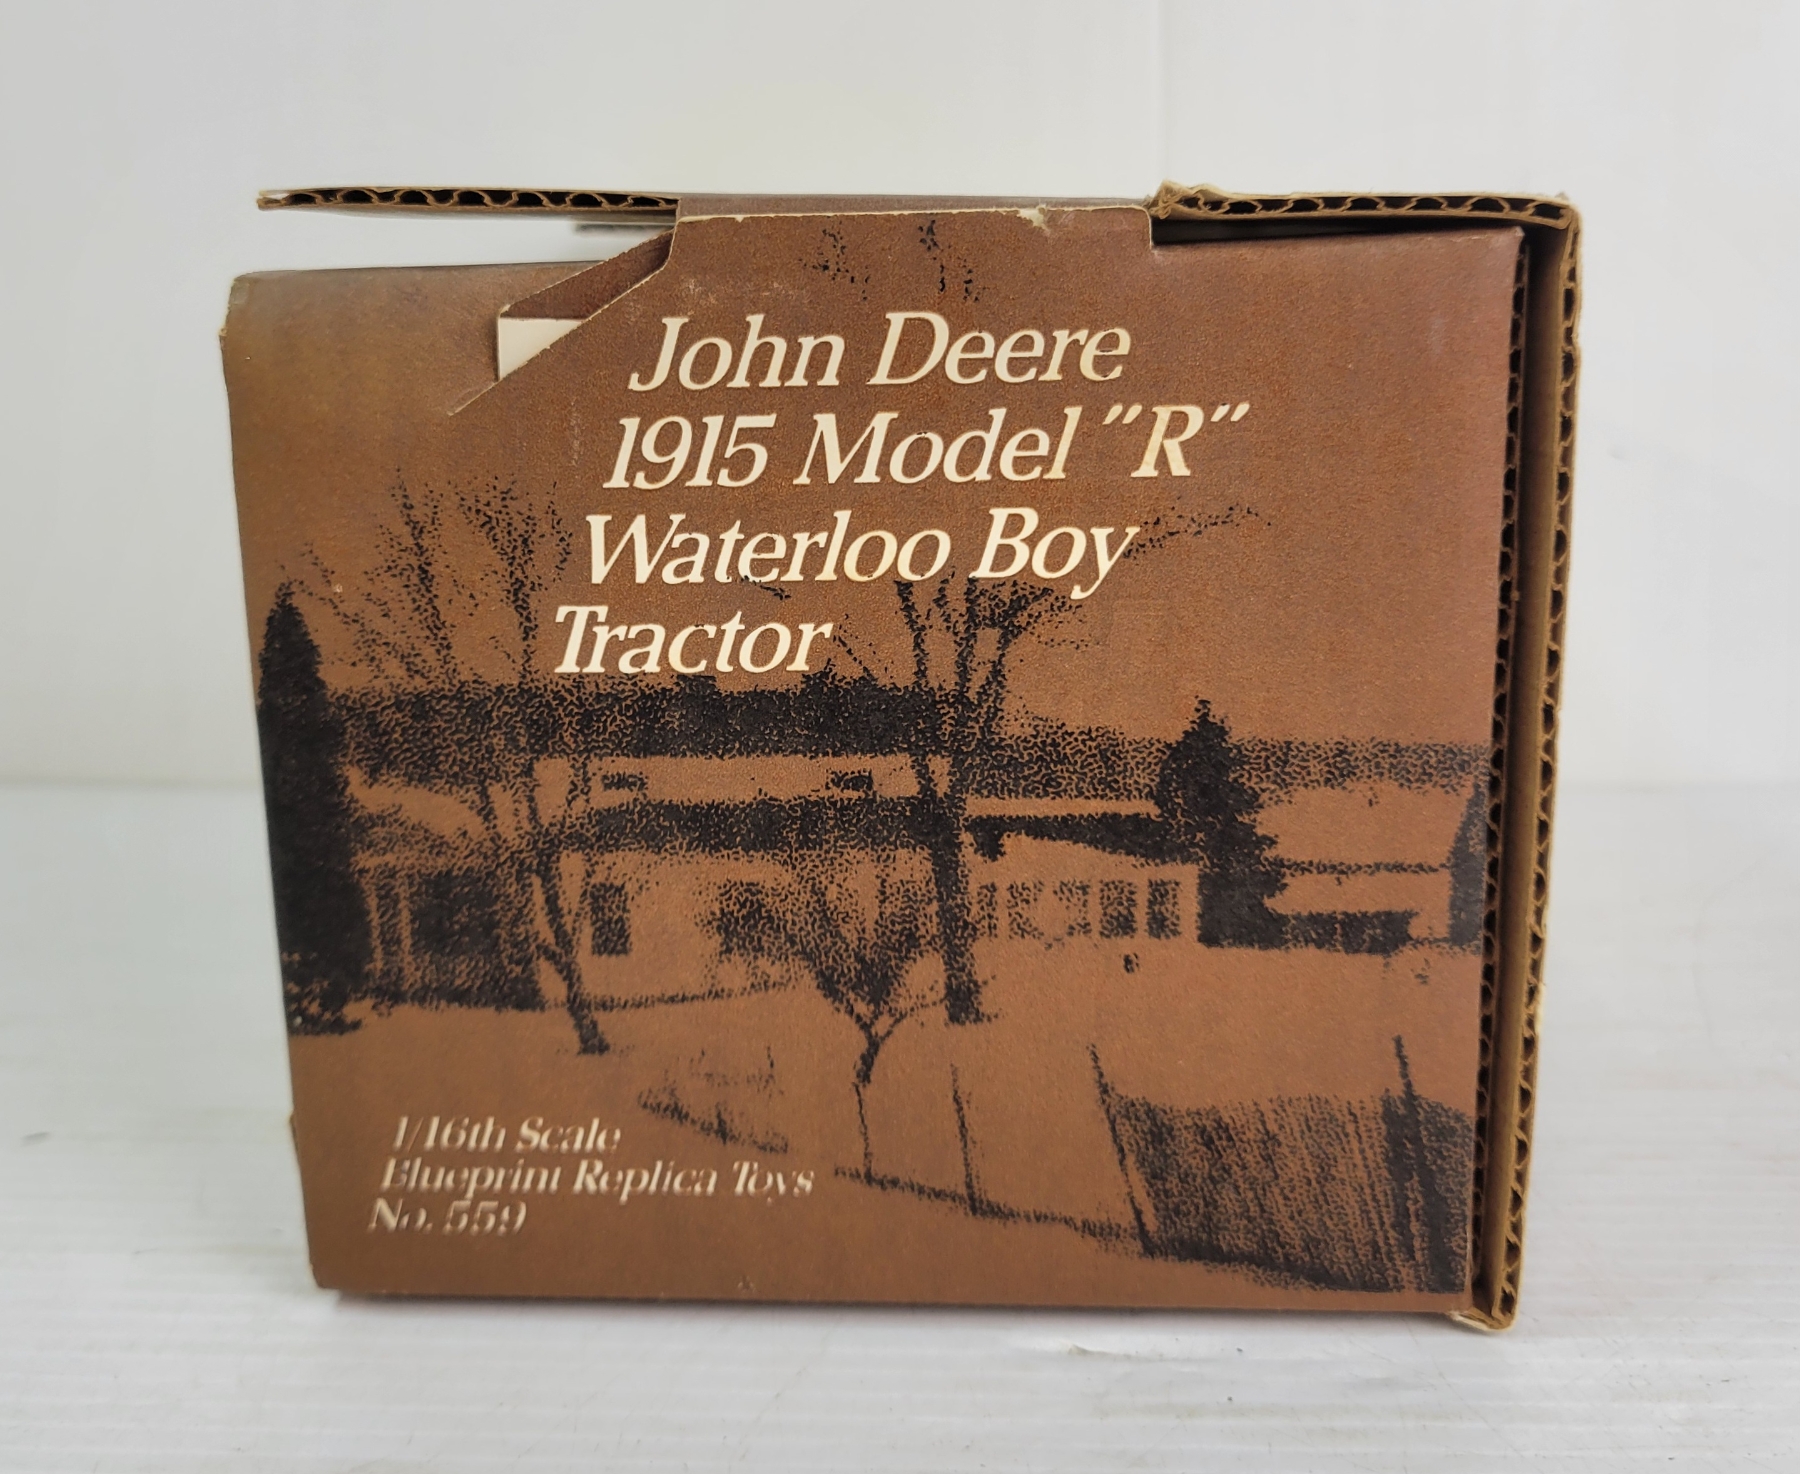 John Deere
1915 Model "R"
Waterloo Boy
Tractor
1/16th Scale
Blueprint Replica Toys
No. 559